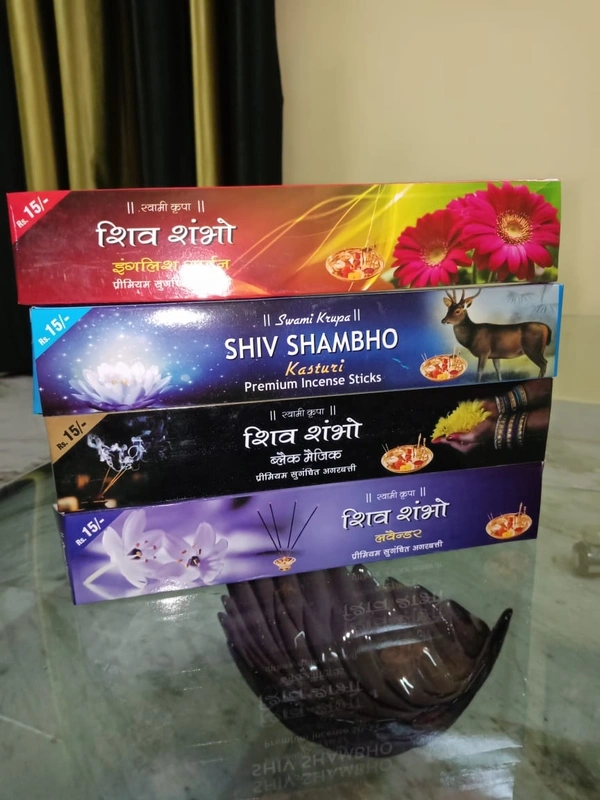 Rs. 15/-
|| स्वामी कृपा ||
शिव शंभो
इंगलिश
प्रीमियम
Rs. 15/-
|| Swami Krupa ||
SHIV SHAMBHO
Kasturi
Premium Incense Sticks
Rs. 15/-
|| स्वामी कृपा ||
शिव शंभो
ब्लैक मैजिक
प्रीमियम सुगंधित अगरबत्ती
Rs. 15/-
|| स्वामी कृपा ||
शिव शंभो
लवेन्डर
प्रीमियम सुगंधित अगरबत्ती